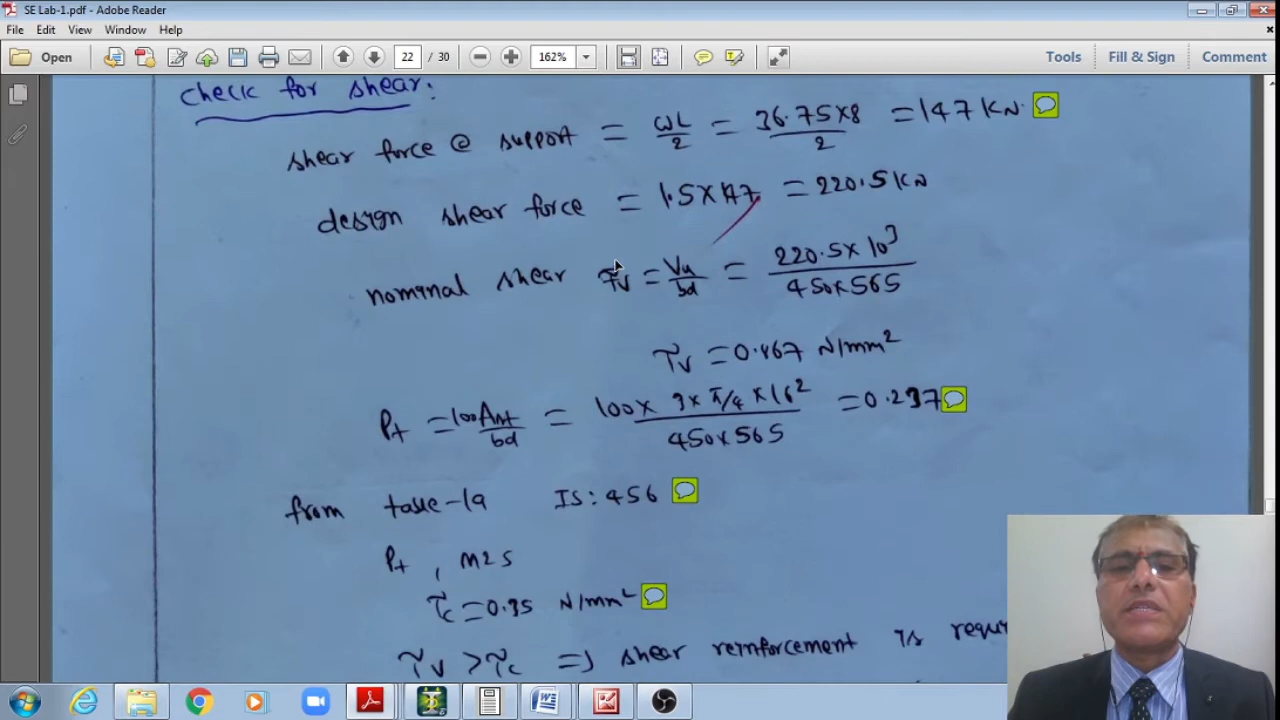 SE Lab-1.pdf - Adobe Reader
File Edit View Window Help
Open 22 / 30 162% Tools Fill & Sign Comment
check for shear:
shear force @ support = WL/2 = 36.75x8/2 = 147 KN
design shear force = 1.5x147 = 220.5 KN
nominal shear τv = Vu/bd = 220.5x10³/450x565
τv = 0.867 N/mm²
Pt = 100Ast/bd = 100x 3x π/4 x16²/450x565 = 0.237
from table-19 IS: 456
Pt, M25
τc = 0.35 N/mm²
τv > τc => shear reinforcement is requi